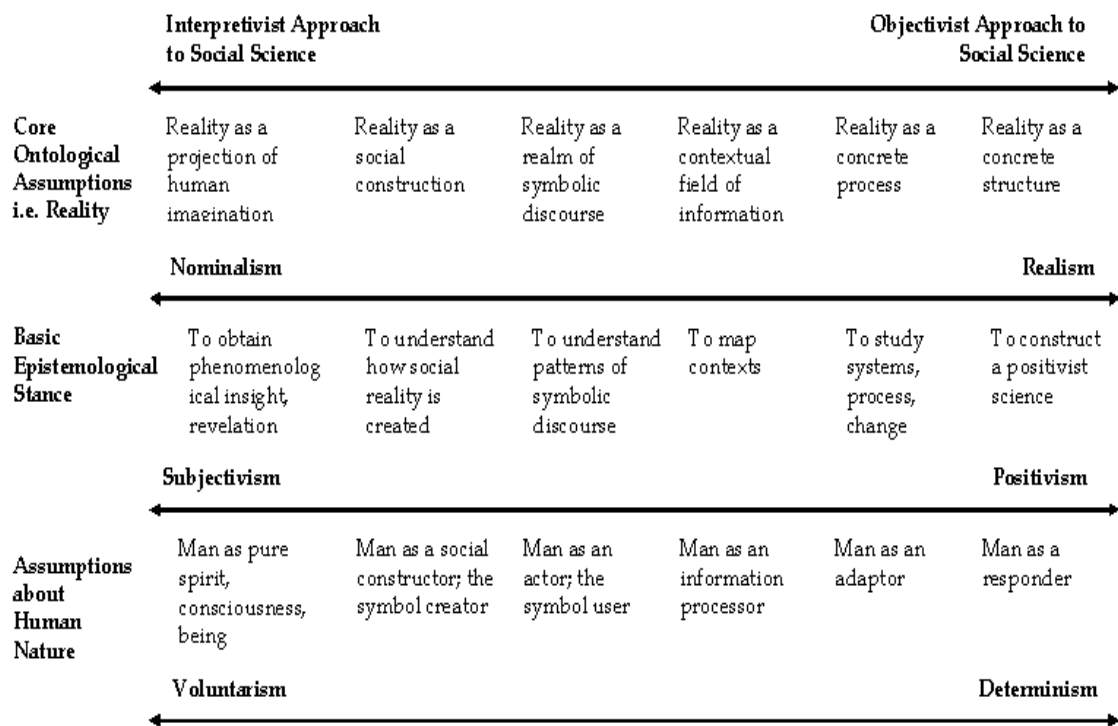 Interpretivist Approach
to Social Science
Objectivist Approach to
Social Science
Core
Ontological
Assumptions
i.e. Reality
Reality as a
projection of
human
imagination
Reality as a
social
construction
Reality as a
realm of
symbolic
discourse
Reality as a
contextual
field of
information
Reality as a
concrete
process
Reality as a
concrete
structure
Nominalism
Realism
Basic
Epistemological
Stance
To obtain
phenomenolog
ical insight,
revelation
To understand
how social
reality is
created
To understand
patterns of
symbolic
discourse
To map
contexts
To study
systems,
process,
change
To construct
a positivist
science
Subjectivism
Positivism
Assumptions
about
Human
Nature
Man as pure
spirit,
consciousness,
being
Man as a social
constructor; the
symbol creator
Man as an
actor; the
symbol user
Man as an
information
processor
Man as an
adaptor
Man as a
responder
Voluntarism
Determinism